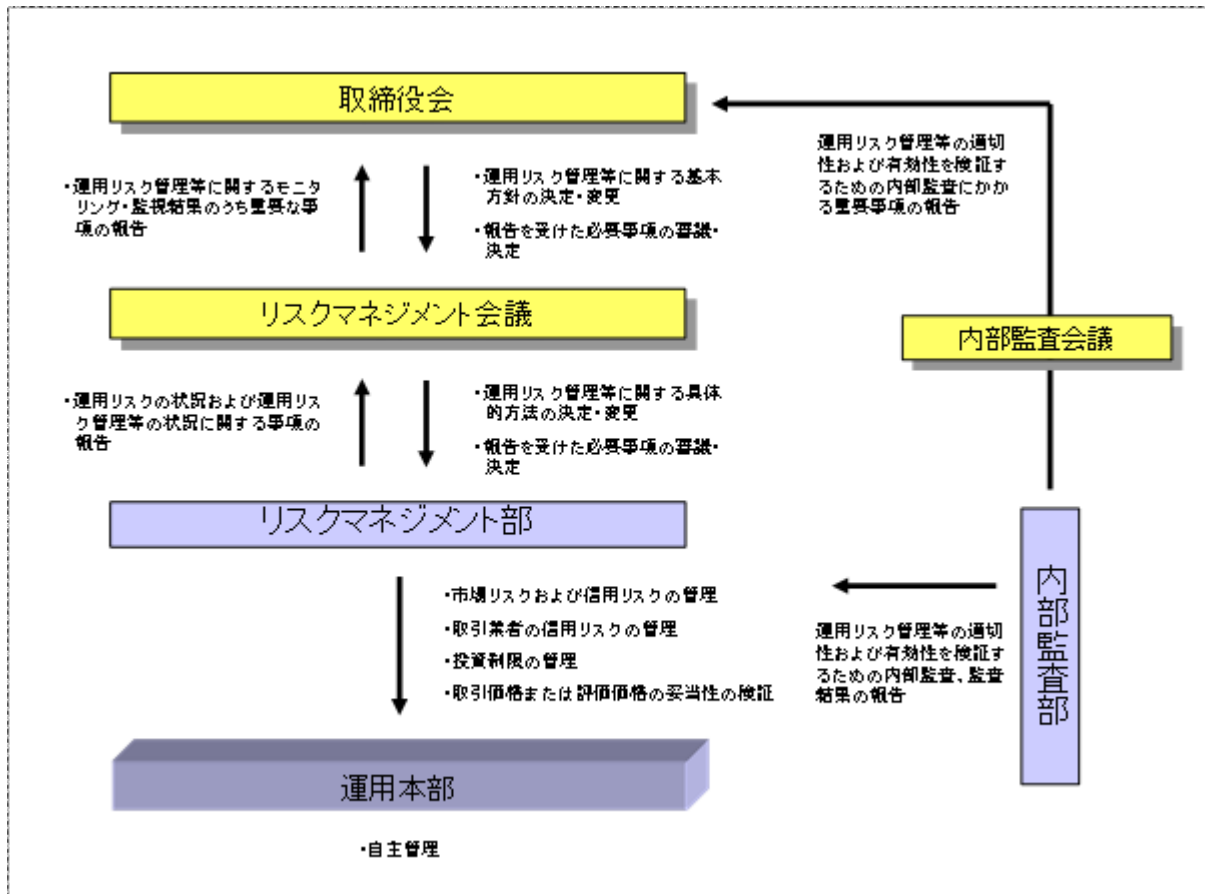 取締役会
・運用リスク管理等に関するモニタ
リング・監視結果のうち重要な事
項の報告
・運用リスク管理等に関する基本
方針の決定・変更
・報告を受けた必要事項の審議・
決定
運用リスク管理等の適切
性および有効性を検証す
るための内部監査にかか
る重要事項の報告
リスクマネジメント会議
内部監査会議
・運用リスクの状況および運用リス
ク管理等の状況に関する事項の
報告
・運用リスク管理等に関する具体
的方法の決定・変更
・報告を受けた必要事項の審議・
決定
リスクマネジメント部
・市場リスクおよび信用リスクの管理
・取引業者の信用リスクの管理
・投資制限の管理
・取引価格または評価価格の妥当性の検証
運用リスク管理等の適切
性および有効性を検証す
るための内部監査、監査
結果の報告
内部監査部
運用本部
・自主管理